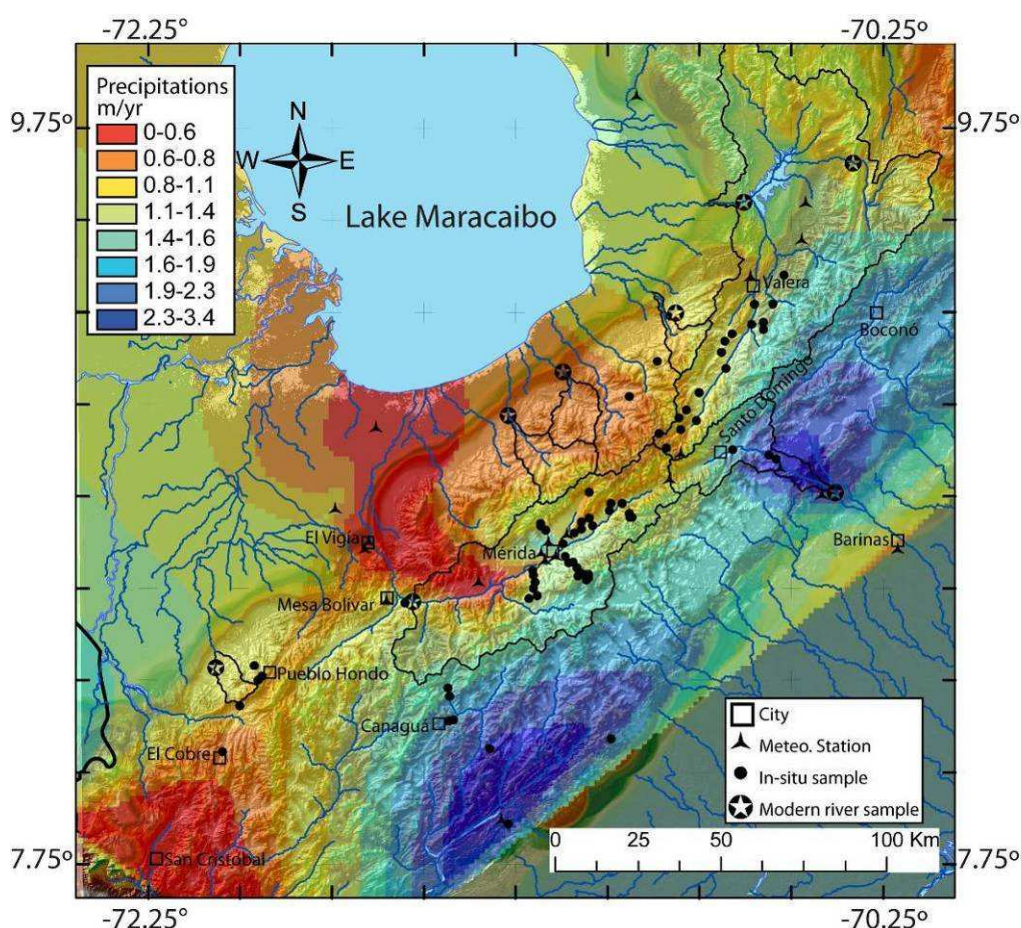 -72.25°
-70.25°
Precipitations
m/yr
0-0.6
0.6-0.8
0.8-1.1
1.1-1.4
1.4-1.6
1.6-1.9
1.9-2.3
2.3-3.4
9.75°
9.75°
N
W
E
S
Lake Maracaibo
Valera
Boconó
Santo Domingo
El Vigía
Mérida
Barinas
Mesa Bolívar
Pueblo Hondo
Canaguá
El Cobre
San Cristobal
City
Meteo. Station
In-situ sample
Modern river sample
0 25 50 100 Km
7.75°
7.75°
-72.25°
-70.25°